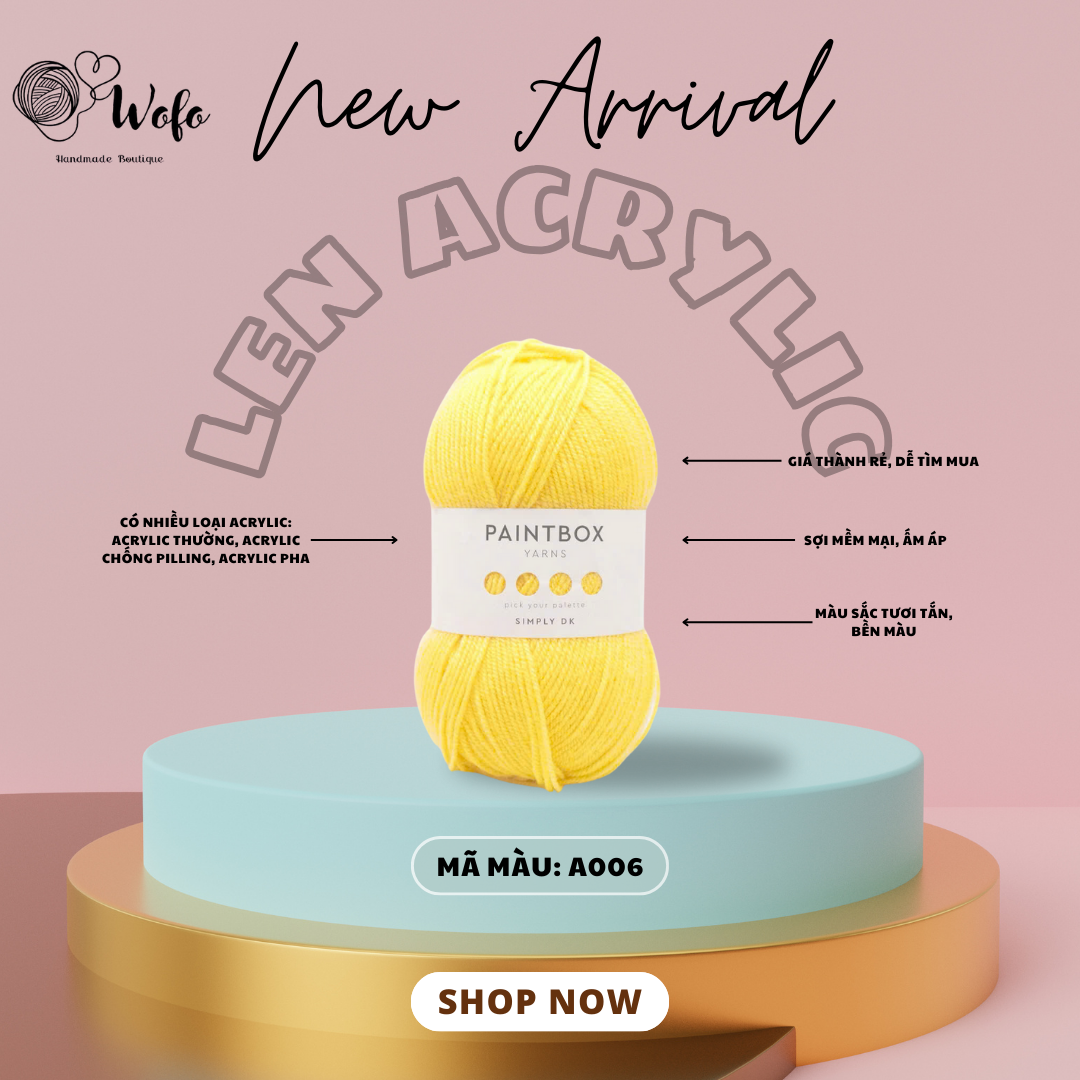 Wofo
Handmade Boutique
New Arrival
LEN ACRYLIC
GIÁ THÀNH RẺ, DỄ TÌM MUA
CÓ NHIỀU LOẠI ACRYLIC:
ACRYLIC THƯỜNG, ACRYLIC
CHỐNG PILLING, ACRYLIC PHA
SỢI MỀM MẠI, ẤM ÁP
MÀU SẮC TƯƠI TẮN,
BỀN MÀU
PAINTBOX
YARNS
pick your palette
SIMPLY DK
MÃ MÀU: A006
SHOP NOW